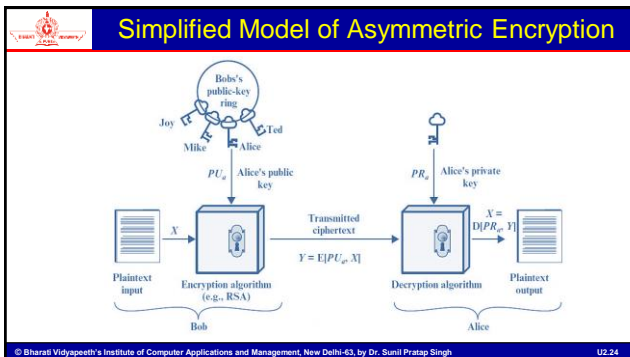 Simplified Model of Asymmetric Encryption
Bobs's
public-key
ring
Joy
Mike
Alice
Ted
PUa
Alice's public
key
PRa
Alice's private
key
X
Transmitted
ciphertext
Y = E[PUa, X]
X =
D[PRa, Y]
Plaintext
input
Encryption algorithm
(e.g., RSA)
Decryption algorithm
Plaintext
output
Bob
Alice
© Bharati Vidyapeeth's Institute of Computer Applications and Management, New Delhi-63, by Dr. Sunil Pratap Singh
U2.24